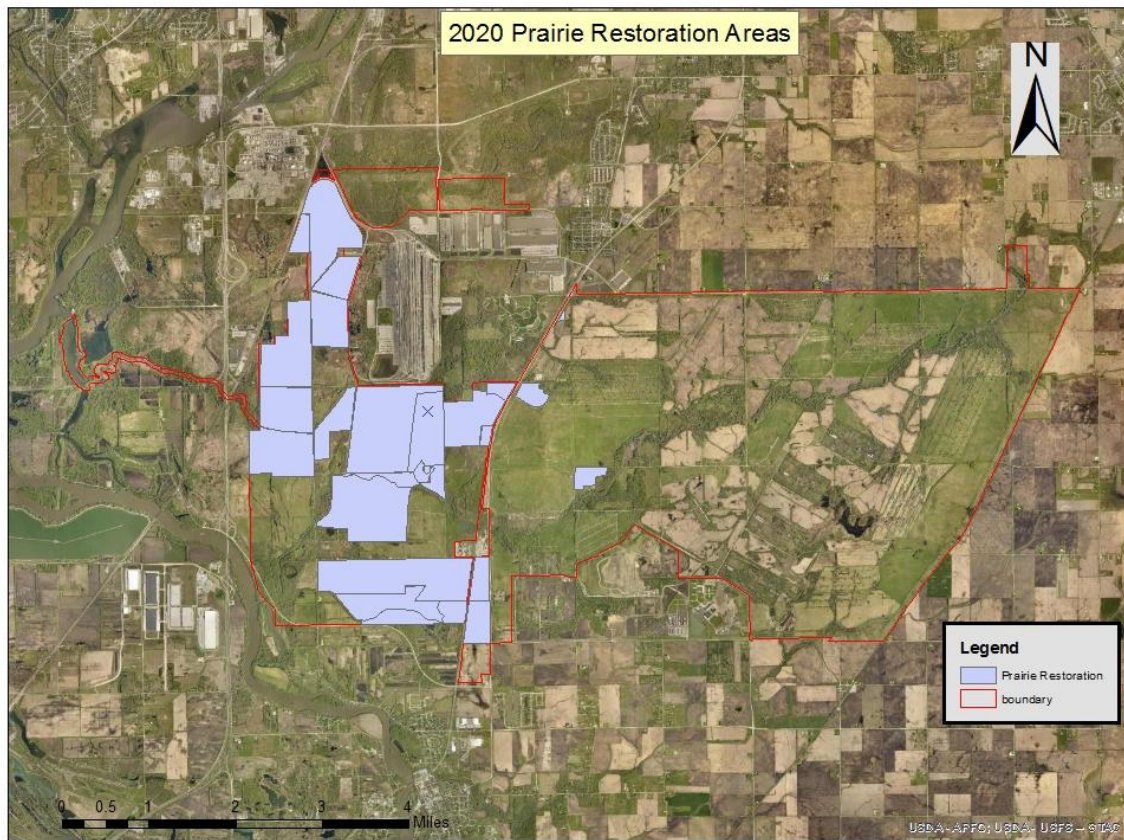 2020 Prairie Restoration Areas
N
Legend
Prairie Restoration
boundary
0 0.5 1 2 3 4
Miles
USDA-APFO; USDA-USFS - GTAC